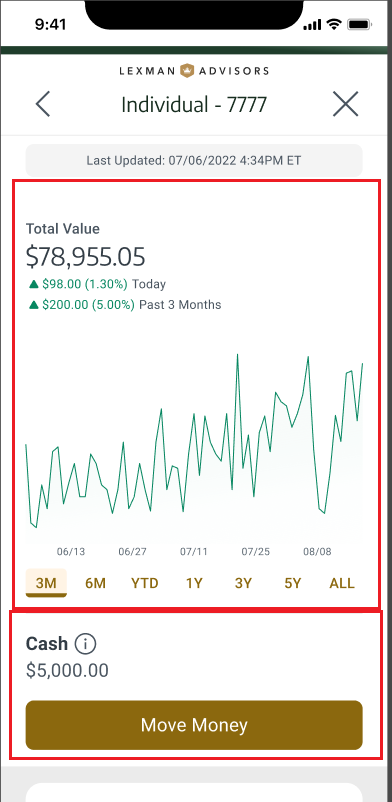 9:41
LEXMAN ADVISORS
Individual - 7777
Last Updated: 07/06/2022 4:34PM ET
Total Value
$78,955.05
$98.00 (1.30%) Today
$200.00 (5.00%) Past 3 Months
06/13 06/27 07/11 07/25 08/08
3M 6M YTD 1Y 3Y 5Y ALL
Cash
$5,000.00
Move Money